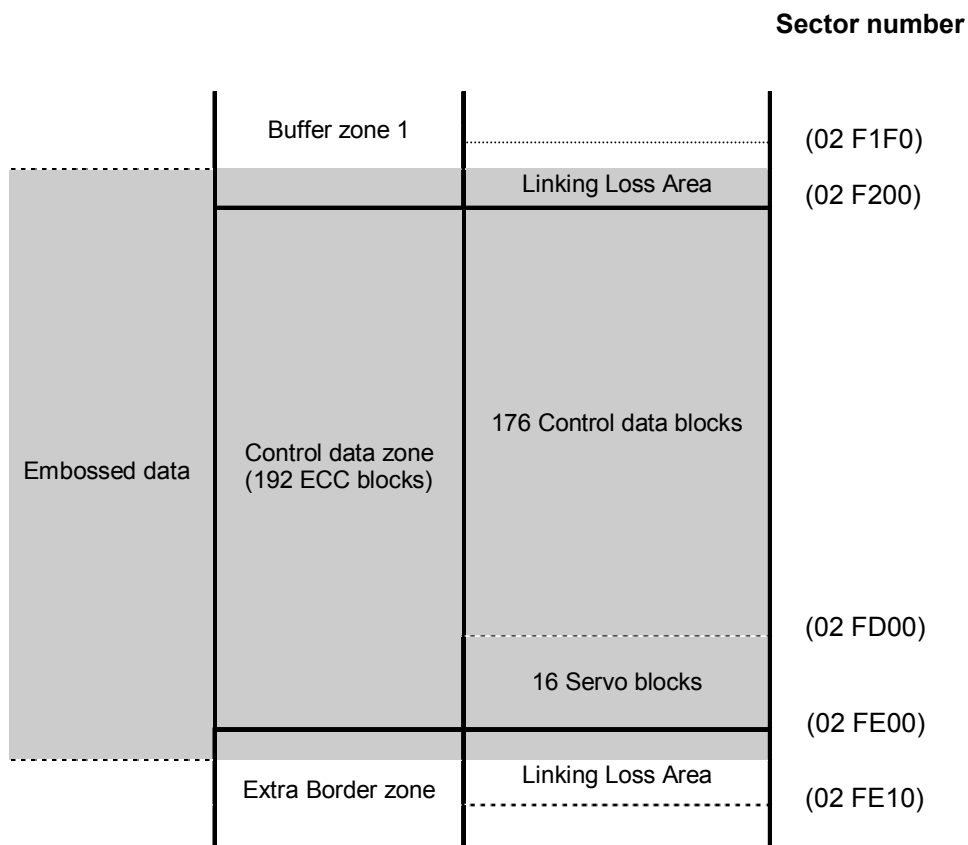 Sector number
Buffer zone 1
(02 F1F0)
Linking Loss Area
(02 F200)
176 Control data blocks
Control data zone
(192 ECC blocks)
Embossed data
(02 FD00)
16 Servo blocks
(02 FE00)
Linking Loss Area
Extra Border zone
(02 FE10)